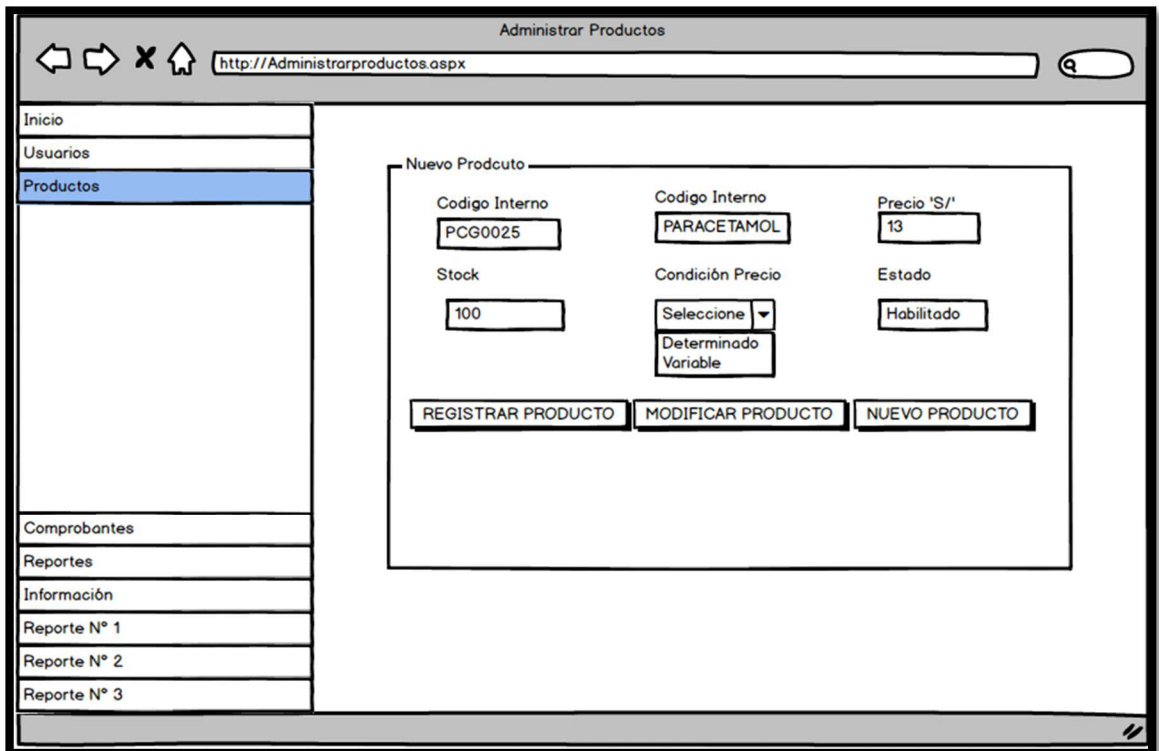 Administrar Productos
http://Administrarproductos.aspx
Inicio
Usuarios
Productos
Comprobantes
Reportes
Información
Reporte N° 1
Reporte N° 2
Reporte N° 3
Nuevo Prodcuto
Codigo Interno
PCG0025
Codigo Interno
PARACETAMOL
Precio 'S/'
13
Stock
100
Condición Precio
Seleccione
Determinado
Variable
Estado
Habilitado
REGISTRAR PRODUCTO
MODIFICAR PRODUCTO
NUEVO PRODUCTO